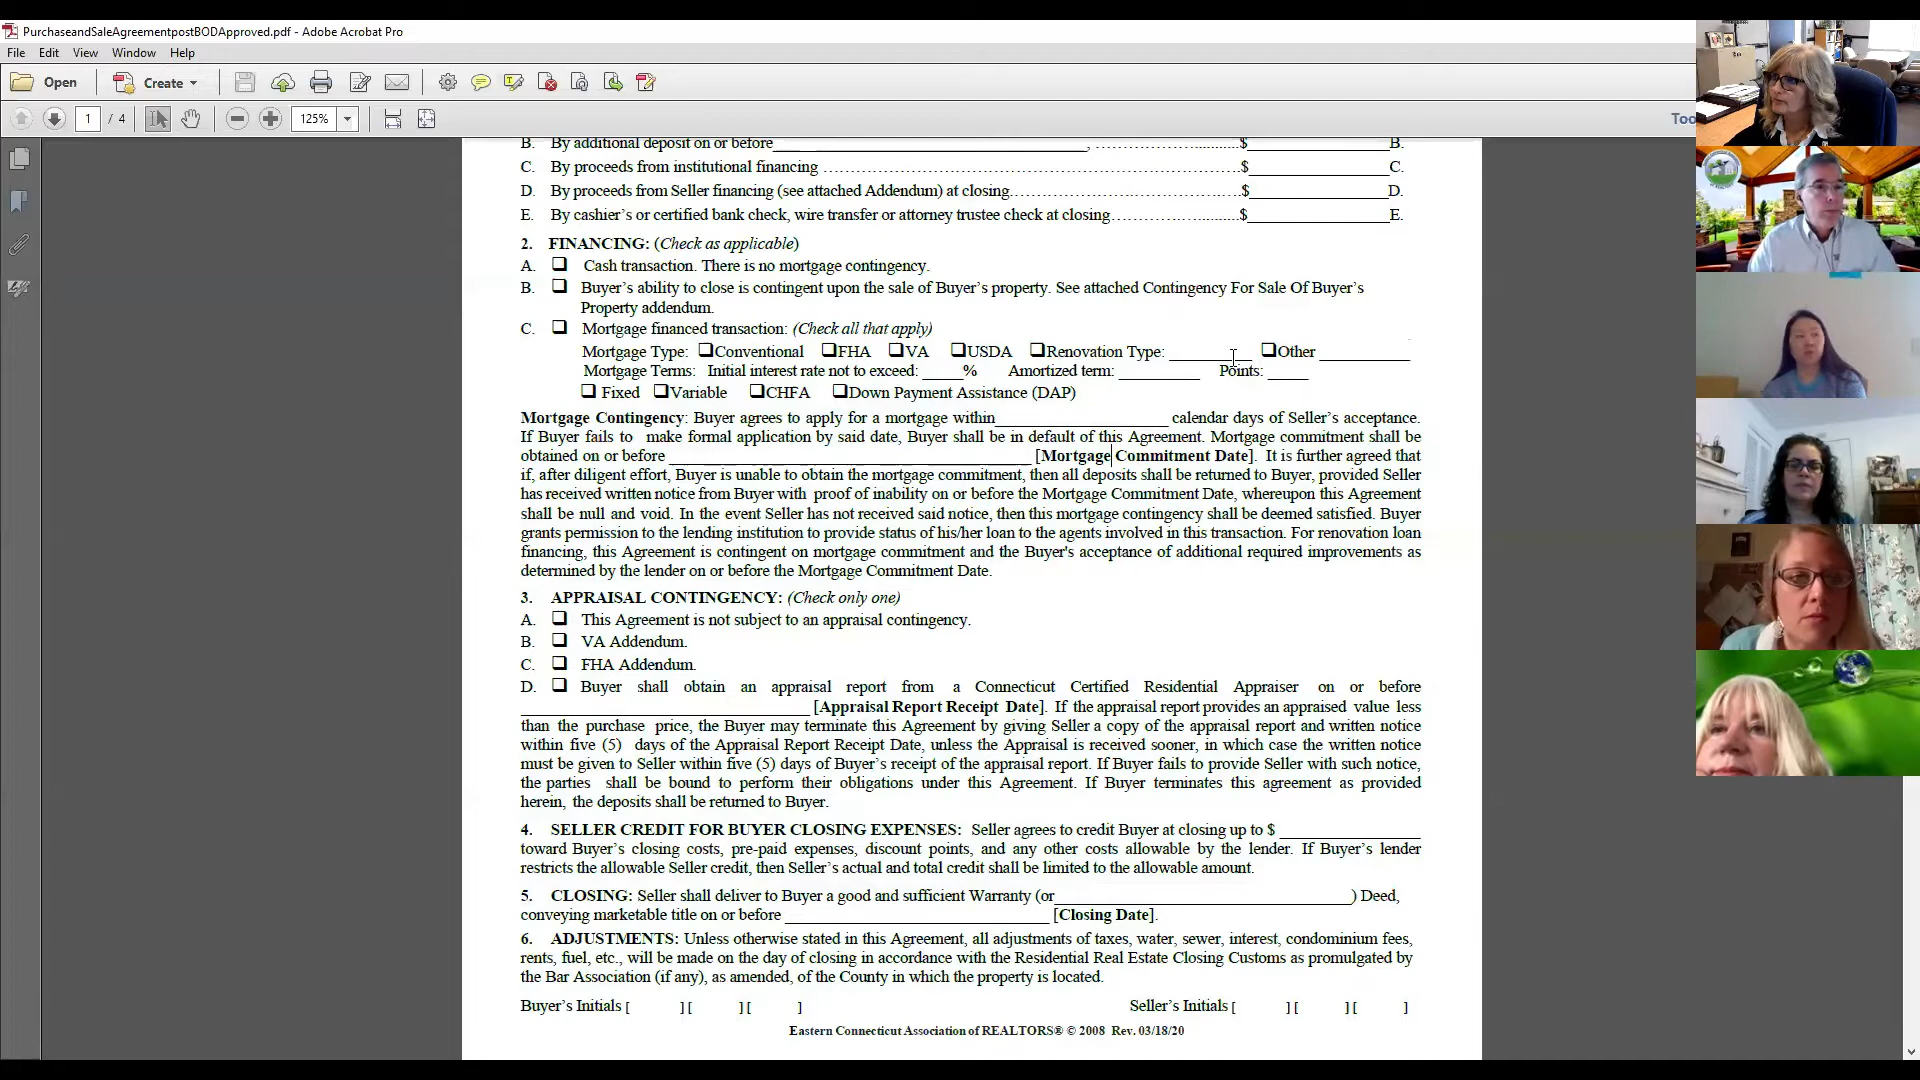 PurchaseandSaleAgreementpostBODApproved.pdf - Adobe Acrobat Pro
File Edit View Window Help
Open Create
1 / 4 125% Too
B. By additional deposit on or before____________________, ........................$______________B.
C. By proceeds from institutional financing ........................$______________C.
D. By proceeds from Seller financing (see attached Addendum) at closing........................$______________D.
E. By cashier's or certified bank check, wire transfer or attorney trustee check at closing........................$______________E.
2. FINANCING: (Check as applicable)
A. ❑ Cash transaction. There is no mortgage contingency.
B. ❑ Buyer's ability to close is contingent upon the sale of Buyer's property. See attached Contingency For Sale Of Buyer's
Property addendum.
C. ❑ Mortgage financed transaction: (Check all that apply)
Mortgage Type: ❑Conventional ❑FHA ❑VA ❑USDA ❑Renovation Type: __________ ❑Other __________
Mortgage Terms: Initial interest rate not to exceed: _____% Amortized term: __________ Points: _____
❑ Fixed ❑Variable ❑CHFA ❑Down Payment Assistance (DAP)
Mortgage Contingency: Buyer agrees to apply for a mortgage within____________________ calendar days of Seller's acceptance.
If Buyer fails to make formal application by said date, Buyer shall be in default of this Agreement. Mortgage commitment shall be
obtained on or before ____________________ [Mortgage Commitment Date]. It is further agreed that
if, after diligent effort, Buyer is unable to obtain the mortgage commitment, then all deposits shall be returned to Buyer, provided Seller
has received written notice from Buyer with proof of inability on or before the Mortgage Commitment Date, whereupon this Agreement
shall be null and void. In the event Seller has not received said notice, then this mortgage contingency shall be deemed satisfied. Buyer
grants permission to the lending institution to provide status of his/her loan to the agents involved in this transaction. For renovation loan
financing, this Agreement is contingent on mortgage commitment and the Buyer's acceptance of additional required improvements as
determined by the lender on or before the Mortgage Commitment Date.
3. APPRAISAL CONTINGENCY: (Check only one)
A. ❑ This Agreement is not subject to an appraisal contingency.
B. ❑ VA Addendum.
C. ❑ FHA Addendum.
D. ❑ Buyer shall obtain an appraisal report from a Connecticut Certified Residential Appraiser on or before
____________________ [Appraisal Report Receipt Date]. If the appraisal report provides an appraised value less
than the purchase price, the Buyer may terminate this Agreement by giving Seller a copy of the appraisal report and written notice
within five (5) days of the Appraisal Report Receipt Date, unless the Appraisal is received sooner, in which case the written notice
must be given to Seller within five (5) days of Buyer's receipt of the appraisal report. If Buyer fails to provide Seller with such notice,
the parties shall be bound to perform their obligations under this Agreement. If Buyer terminates this agreement as provided
herein, the deposits shall be returned to Buyer.
4. SELLER CREDIT FOR BUYER CLOSING EXPENSES: Seller agrees to credit Buyer at closing up to $ ______________
toward Buyer's closing costs, pre-paid expenses, discount points, and any other costs allowable by the lender. If Buyer's lender
restricts the allowable Seller credit, then Seller's actual and total credit shall be limited to the allowable amount.
5. CLOSING: Seller shall deliver to Buyer a good and sufficient Warranty (or____________________) Deed,
conveying marketable title on or before ____________________ [Closing Date].
6. ADJUSTMENTS: Unless otherwise stated in this Agreement, all adjustments of taxes, water, sewer, interest, condominium fees,
rents, fuel, etc., will be made on the day of closing in accordance with the Residential Real Estate Closing Customs as promulgated by
the Bar Association (if any), as amended, of the County in which the property is located.
Buyer's Initials [ ] [ ] [ ] Seller's Initials [ ] [ ] [ ]
Eastern Connecticut Association of REALTORS® © 2008 Rev. 03/18/20